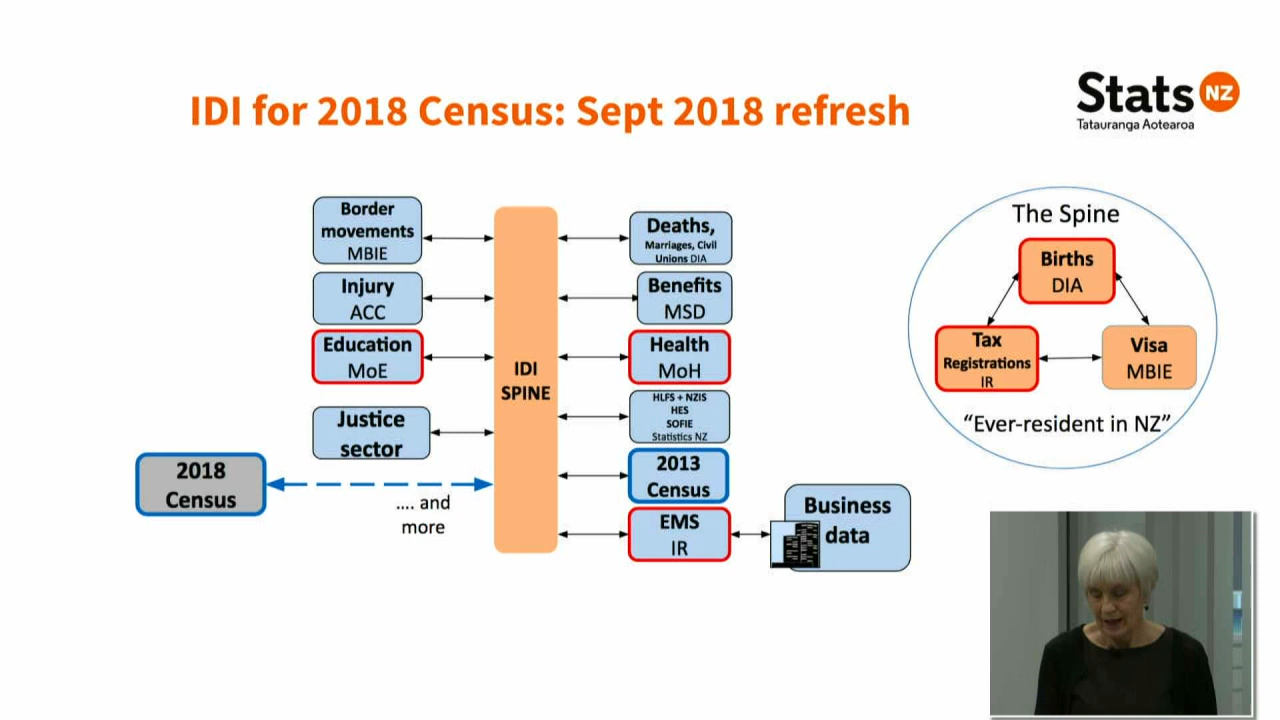 IDI for 2018 Census: Sept 2018 refresh
Stats NZ
Tatauranga Aotearoa
Border
movements
MBIE
Injury
ACC
Education
MoE
Justice
sector
2018
Census
.... and
more
IDI
SPINE
Deaths,
Marriages, Civil
Unions DIA
Benefits
MSD
Health
MoH
HLFS + NZIS
HES
SOFIE
Statistics NZ
2013
Census
EMS
IR
Business
data
The Spine
Births
DIA
Tax
Registrations
IR
Visa
MBIE
“Ever-resident in NZ”